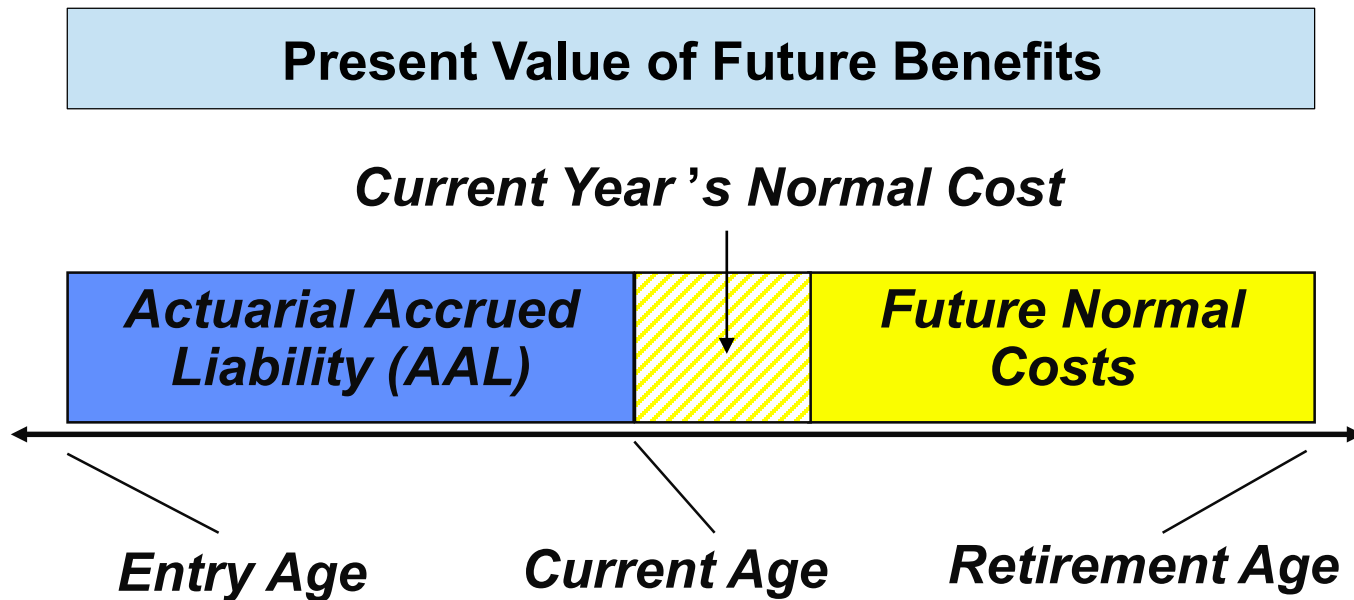 Present Value of Future Benefits
Current Year ’s Normal Cost
Actuarial Accrued
Liability (AAL)
Future Normal
Costs
Entry Age
Current Age
Retirement Age